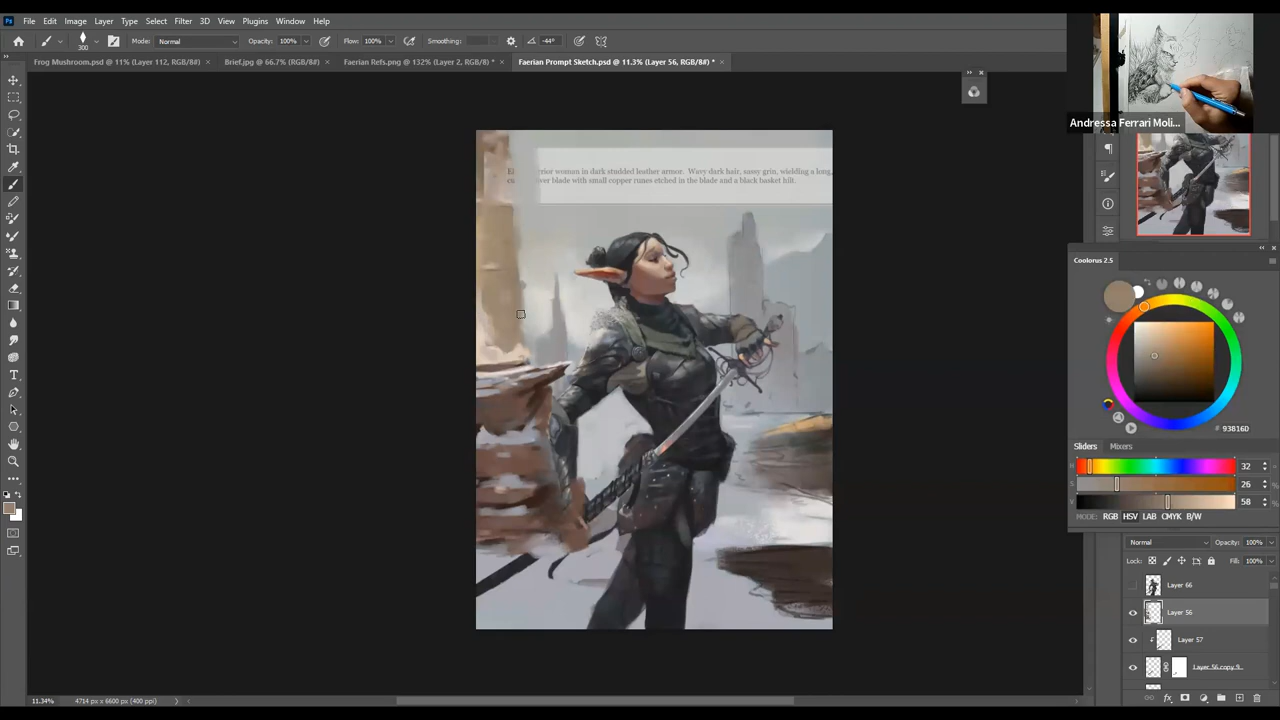 Ps File Edit Image Layer Type Select Filter 3D View Plugins Window Help
300 Mode: Normal Opacity: 100% Flow: 100% Smoothing: -44°
Frog Mushroom.psd @ 11% (Layer 112, RGB/8#) × Brief.jpg @ 66.7% (RGB/8#) × Faerian Refs.png @ 132% (Layer 2, RGB/8) * × Faerian Prompt Sketch.psd @ 11.3% (Layer 56, RGB/8#) * ×
Andressa Ferrari Moli...
woman in dark studded leather armor. Wavy dark hair, sassy grin, wielding a long,
blade with small copper runes etched in the blade and a black basket hilt.
Coolorus 2.5
# 93816D
Sliders Mixers
H 32
S 26 %
V 58 %
MODE: RGB HSV LAB CMYK B/W
Normal Opacity: 100%
Lock: Fill: 100%
Layer 66
Layer 56
Layer 57
Layer 56 copy 9
fx
11.34% 4714 px x 6600 px (400 ppi)